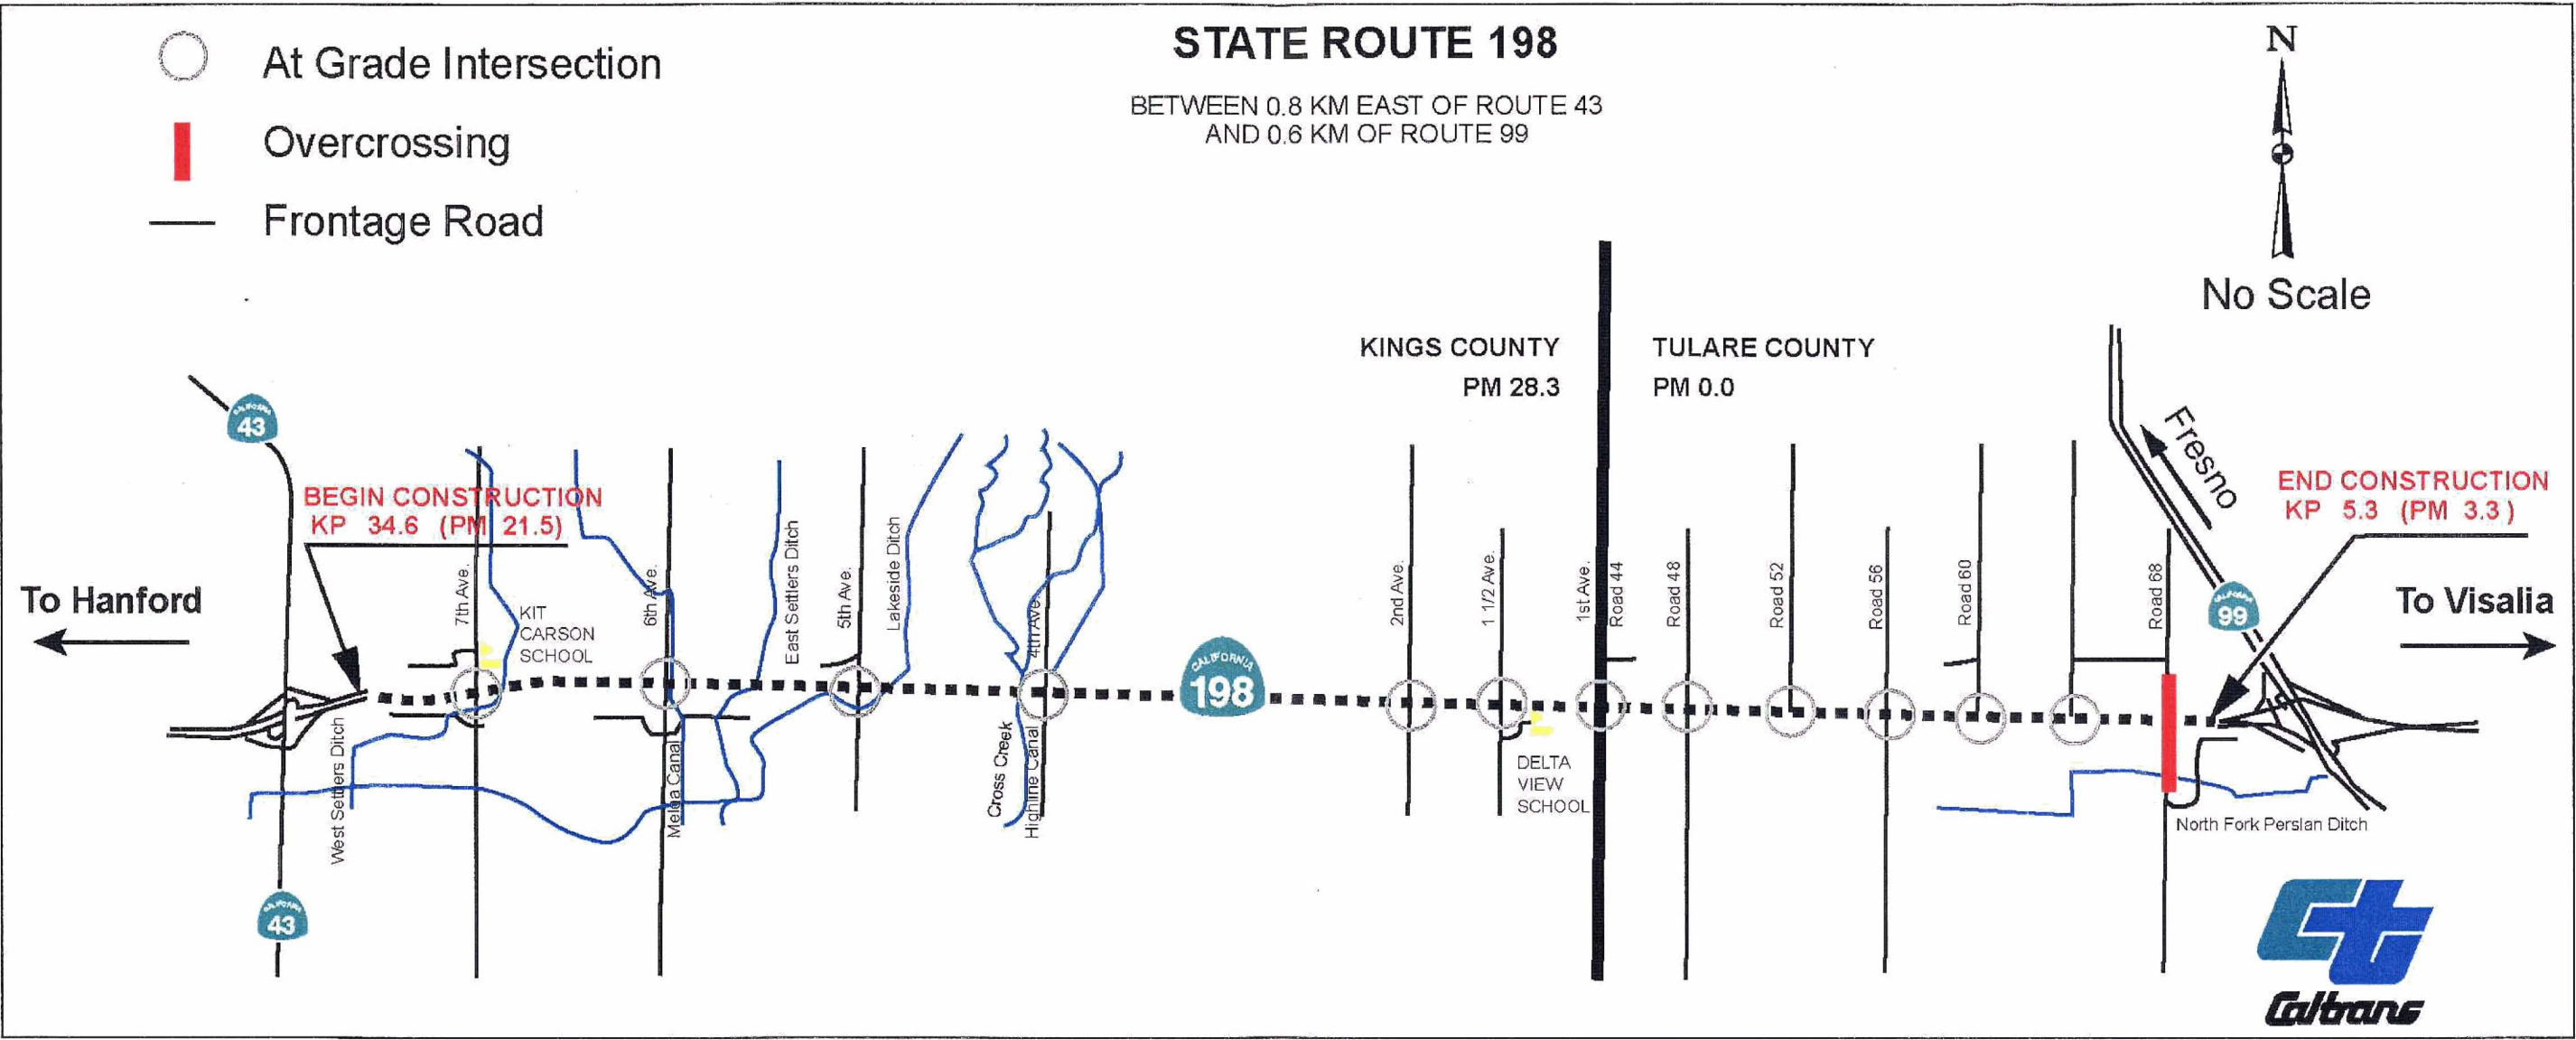 At Grade Intersection
Overcrossing
Frontage Road
STATE ROUTE 198
BETWEEN 0.8 KM EAST OF ROUTE 43
AND 0.6 KM OF ROUTE 99
N
No Scale
KINGS COUNTY
PM 28.3
TULARE COUNTY
PM 0.0
CALIFORNIA
43
BEGIN CONSTRUCTION
KP 34.6 (PM 21.5)
Fresno
END CONSTRUCTION
KP 5.3 (PM 3.3)
To Hanford
To Visalia
7th Ave.
KIT
CARSON
SCHOOL
6th Ave.
East Settlers Ditch
5th Ave.
Lakeside Ditch
4th Ave.
CALIFORNIA
198
2nd Ave.
1 1/2 Ave.
1st Ave.
Road 44
Road 48
Road 52
Road 56
Road 60
Road 68
CALIFORNIA
99
West Settlers Ditch
Melga Canal
Cross Creek
Highline Canal
DELTA
VIEW
SCHOOL
North Fork Persian Ditch
CALIFORNIA
43
Caltrans